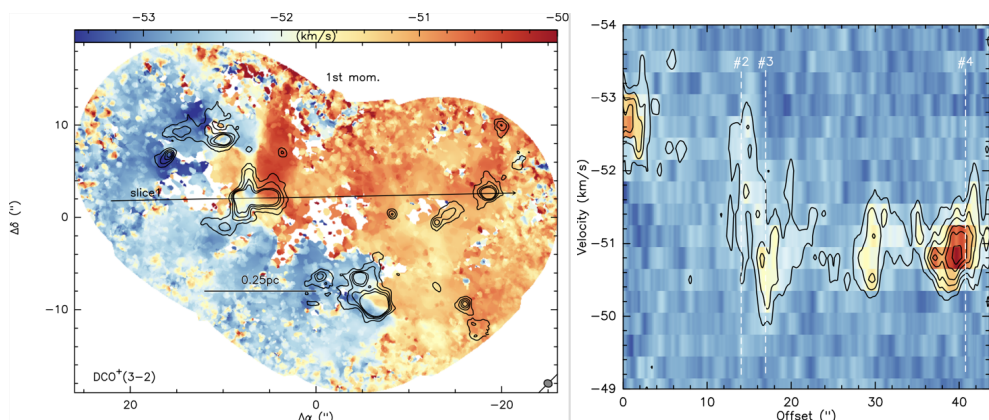 −53 −52 −51 −50
(km/s)
1st mom.
10
slice1
0
0.25pc
−10
DCO⁺(3−2)
20 0 −20
Δα (")
Δδ (")
−54
#2 #3 #4
−53
−52
−51
−50
−49
0 10 20 30 40
Offset (")
Velocity (km/s)